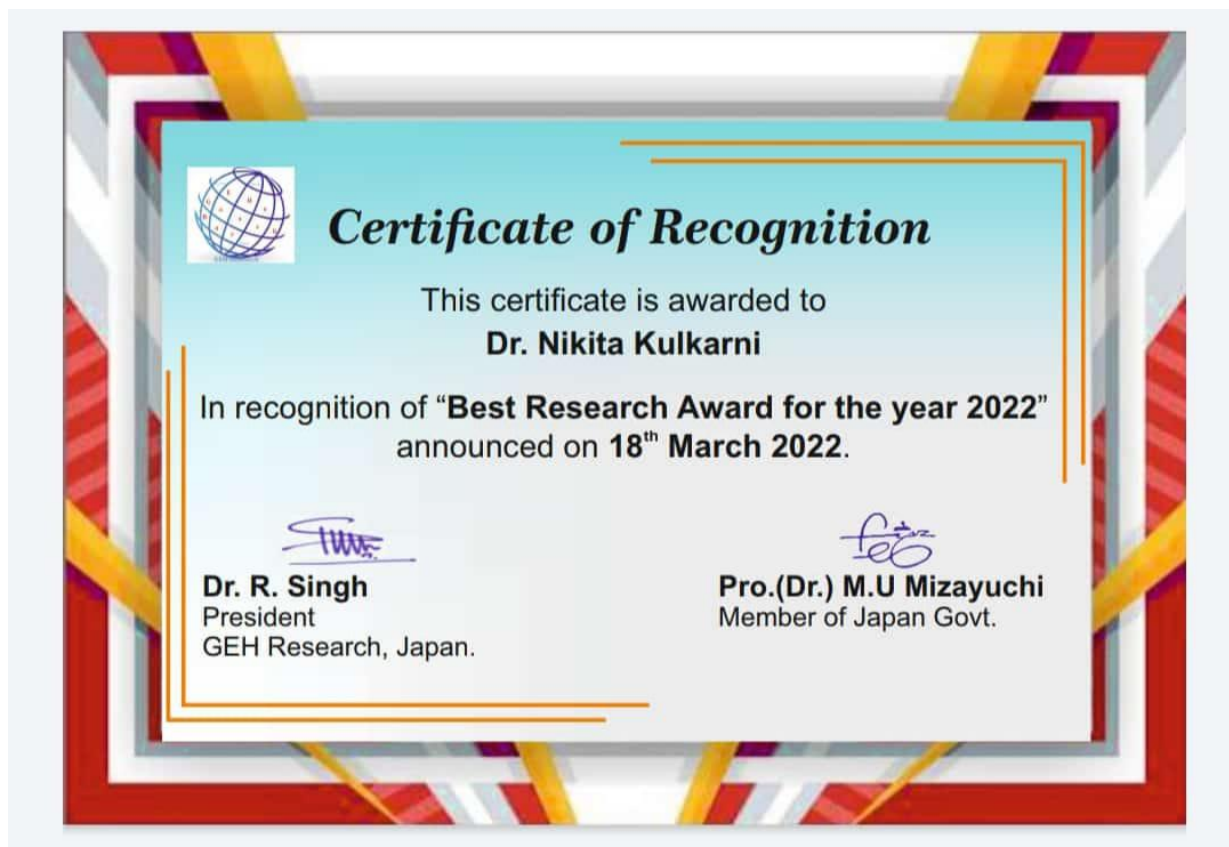 Certificate of Recognition
This certificate is awarded to
Dr. Nikita Kulkarni
In recognition of “Best Research Award for the year 2022”
announced on 18th March 2022.
Dr. R. Singh
President
GEH Research, Japan.
Pro.(Dr.) M.U Mizayuchi
Member of Japan Govt.